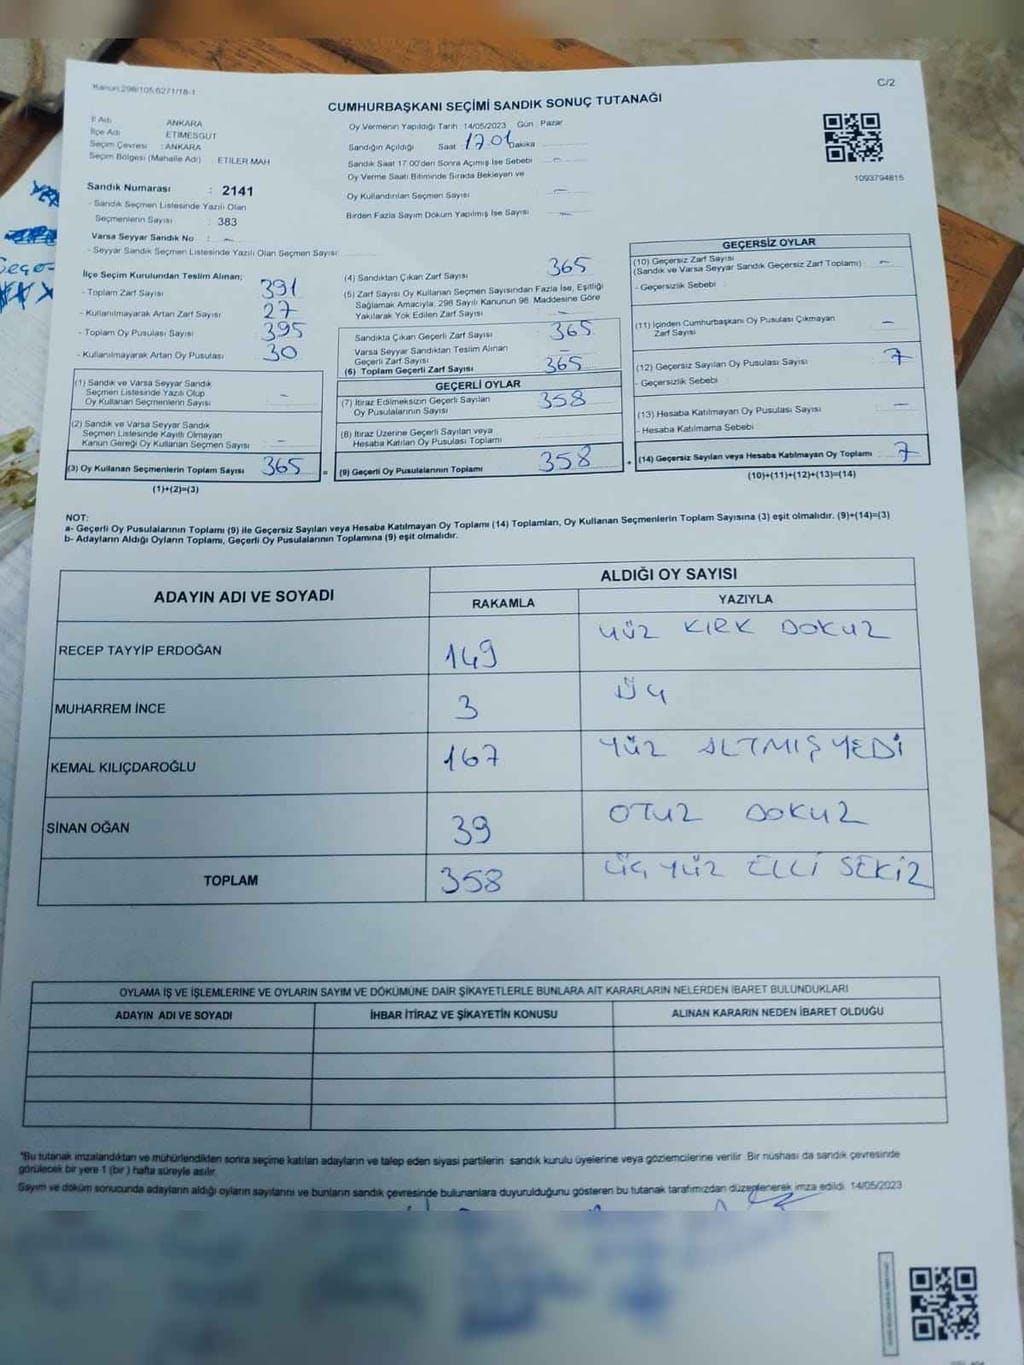 Kanun:298/105,6271/18-1
C/2
CUMHURBAŞKANI SEÇİMİ SANDIK SONUÇ TUTANAĞI
İl Adı ANKARA
İlçe Adı ETİMESGUT
Seçim Çevresi : ANKARA
Seçim Bölgesi (Mahalle Adı) ETİLER MAH
Sandık Numarası : 2141
- Sandık Seçmen Listesinde Yazılı Olan
Seçmenlerin Sayısı : 383
Varsa Seyyar Sandık No : -
- Seyyar Sandık Seçmen Listesinde Yazılı Olan Seçmen Sayısı:
Oy Vermenin Yapıldığı Tarih :14/05/2023 Gün : Pazar
Sandığın Açıldığı Saat 17.01 Dakika
Sandık Saat 17.00'den Sonra Açılmış İse Sebebi -
Oy Verme Saati Bitiminde Sırada Bekleyen ve
Oy Kullandırılan Seçmen Sayısı -
Birden Fazla Sayım Döküm Yapılmış İse Sayısı -
1093794815
İlçe Seçim Kurulundan Teslim Alınan;
- Toplam Zarf Sayısı 391
- Kullanılmayarak Artan Zarf Sayısı 27
- Toplam Oy Pusulası Sayısı 395
- Kullanılmayarak Artan Oy Pusulası 30
(1) Sandık ve Varsa Seyyar Sandık
Seçmen Listesinde Yazılı Olup
Oy Kullanan Seçmenlerin Sayısı -
(2) Sandık ve Varsa Seyyar Sandık
Seçmen Listesinde Kayıtlı Olmayan
Kanun Gereği Oy Kullanan Seçmen Sayısı -
(3) Oy Kullanan Seçmenlerin Toplam Sayısı 365 =
(1)+(2)=(3)
(4) Sandıktan Çıkan Zarf Sayısı 365
(5) Zarf Sayısı Oy Kullanan Seçmen Sayısından Fazla İse, Eşitliği
Sağlamak Amacıyla; 298 Sayılı Kanunun 98. Maddesine Göre
Yakılarak Yok Edilen Zarf Sayısı -
Sandıkta Çıkan Geçerli Zarf Sayısı 365
Varsa Seyyar Sandıktan Teslim Alınan
Geçerli Zarf Sayısı -
(6) Toplam Geçerli Zarf Sayısı 365
GEÇERLİ OYLAR
(7) İtiraz Edilmeksizin Geçerli Sayılan
Oy Pusulalarının Sayısı 358
(8) İtiraz Üzerine Geçerli Sayılan veya
Hesaba Katılan Oy Pusulası Toplamı
(9) Geçerli Oy Pusulalarının Toplamı 358 +
GEÇERSİZ OYLAR
(10) Geçersiz Zarf Sayısı
(Sandık ve Varsa Seyyar Sandık Geçersiz Zarf Toplamı) -
- Geçersizlik Sebebi :
(11) İçinden Cumhurbaşkanı Oy Pusulası Çıkmayan
Zarf Sayısı -
(12) Geçersiz Sayılan Oy Pusulası Sayısı 7
- Geçersizlik Sebebi
(13) Hesaba Katılmayan Oy Pusulası Sayısı -
- Hesaba Katılmama Sebebi
(14) Geçersiz Sayılan veya Hesaba Katılmayan Oy Toplamı 7
(10)+(11)+(12)+(13)=(14)
NOT:
a- Geçerli Oy Pusulalarının Toplamı (9) ile Geçersiz Sayılan veya Hesaba Katılmayan Oy Toplamı (14) Toplamları, Oy Kullanan Seçmenlerin Toplam Sayısına (3) eşit olmalıdır. (9)+(14)=(3)
b- Adayların Aldığı Oyların Toplamı, Geçerli Oy Pusulalarının Toplamına (9) eşit olmalıdır.
ADAYIN ADI VE SOYADI ALDIĞI OY SAYISI
RAKAMLA YAZIYLA
RECEP TAYYİP ERDOĞAN 149 YÜZ KIRK DOKUZ
MUHARREM İNCE 3 ÜÇ
KEMAL KILIÇDAROĞLU 167 YÜZ ALTMIŞ YEDİ
SİNAN OĞAN 39 OTUZ DOKUZ
TOPLAM 358 ÜÇ YÜZ ELLİ SEKİZ
OYLAMA İŞ VE İŞLEMLERİNE VE OYLARIN SAYIM VE DÖKÜMÜNE DAİR ŞİKAYETLERLE BUNLARA AİT KARARLARIN NELERDEN İBARET BULUNDUKLARI
ADAYIN ADI VE SOYADI İHBAR İTİRAZ VE ŞİKAYETİN KONUSU ALINAN KARARIN NEDEN İBARET OLDUĞU
*Bu tutanak imzalandıktan ve mühürlendikten sonra seçime katılan adayların ve talep eden siyasi partilerin sandık kurulu üyelerine veya gözlemcilerine verilir. Bir nüshası da sandık çevresinde
görülecek bir yere 1 (bir) hafta süreyle asılır.
Sayım ve döküm sonucunda adayların aldığı oyların sayılarını ve bunların sandık çevresinde bulunanlara duyurulduğunu gösteren bu tutanak tarafımızdan düzenlenerek imza edildi. 14/05/2023